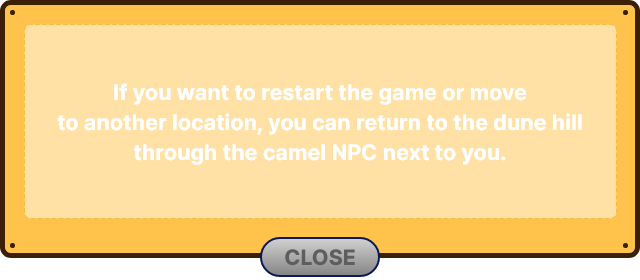 If you want to restart the game or move
to another location, you can return to the dune hill
through the camel NPC next to you.
CLOSE